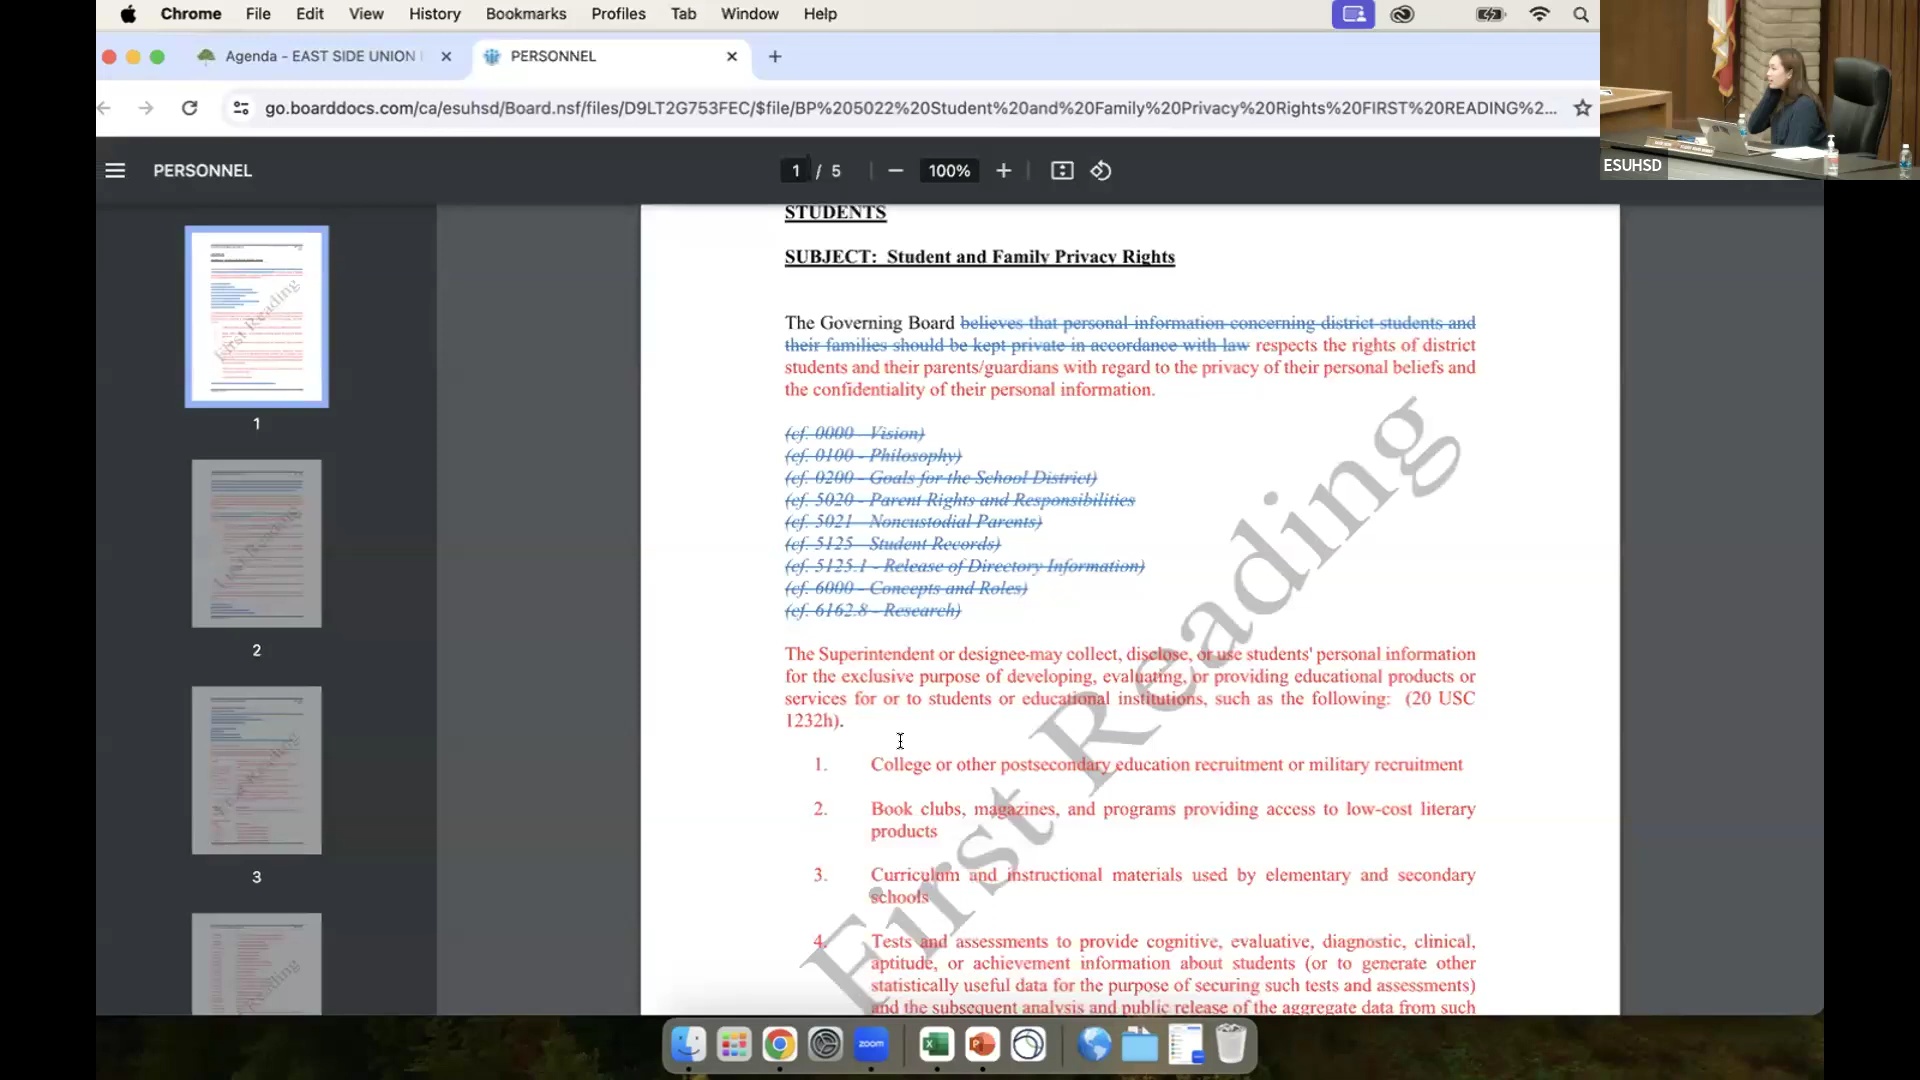 Chrome File Edit View History Bookmarks Profiles Tab Window Help
Agenda - EAST SIDE UNION
PERSONNEL
go.boarddocs.com/ca/esuhsd/Board.nsf/files/D9LT2G753FEC/$file/BP%205022%20Student%20and%20Family%20Privacy%20Rights%20FIRST%20READING%2...
ESUHSD
PERSONNEL
1 / 5
100%
STUDENTS
SUBJECT: Student and Family Privacy Rights
The Governing Board believes that personal information concerning district students and
their families should be kept private in accordance with law respects the rights of district
students and their parents/guardians with regard to the privacy of their personal beliefs and
the confidentiality of their personal information.
(cf. 0000 - Vision)
(cf. 0100 - Philosophy)
(cf. 0200 - Goals for the School District)
(cf. 5020 - Parent Rights and Responsibilities
(cf. 5021 - Noncustodial Parents)
(cf. 5125 - Student Records)
(cf. 5125.1 - Release of Directory Information)
(cf. 6000 - Concepts and Roles)
(cf. 6162.8 - Research)
The Superintendent or designee may collect, disclose, or use students' personal information
for the exclusive purpose of developing, evaluating, or providing educational products or
services for or to students or educational institutions, such as the following: (20 USC
1232h).
1. College or other postsecondary education recruitment or military recruitment
2. Book clubs, magazines, and programs providing access to low-cost literary
products
3. Curriculum and instructional materials used by elementary and secondary
schools
4. Tests and assessments to provide cognitive, evaluative, diagnostic, clinical,
aptitude, or achievement information about students (or to generate other
statistically useful data for the purpose of securing such tests and assessments)
and the subsequent analysis and public release of the aggregate data from such
First Reading
First Reading
1
2
3
zoom